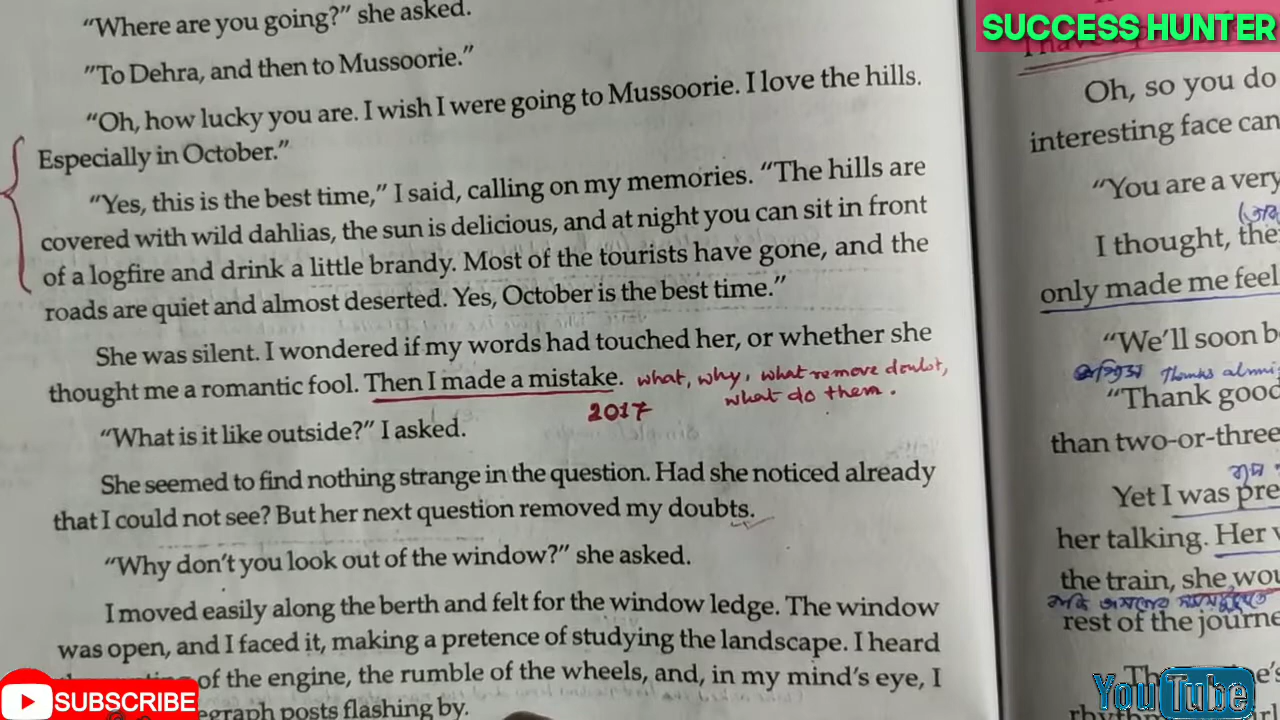 “Where are you going?” she asked.
”To Dehra, and then to Mussoorie.”
“Oh, how lucky you are. I wish I were going to Mussoorie. I love the hills.
Especially in October.”
“Yes, this is the best time,” I said, calling on my memories. “The hills are
covered with wild dahlias, the sun is delicious, and at night you can sit in front
of a logfire and drink a little brandy. Most of the tourists have gone, and the
roads are quiet and almost deserted. Yes, October is the best time.”
She was silent. I wondered if my words had touched her, or whether she
thought me a romantic fool. Then I made a mistake. what, why, what remove doubt,
2017 what do them.
“What is it like outside?” I asked.
She seemed to find nothing strange in the question. Had she noticed already
that I could not see? But her next question removed my doubts.
“Why don’t you look out of the window?” she asked.
I moved easily along the berth and felt for the window ledge. The window
was open, and I faced it, making a pretence of studying the landscape. I heard
of the engine, the rumble of the wheels, and, in my mind’s eye, I
posts flashing by.
SUBSCRIBE
SUCCESS HUNTER
Oh, so you do
interesting face can
“You are a very
I thought,
only made me feel
“We’ll soon
“Thank
than two-or-three
Yet I was
her talking. Her
the train, she
rest of the
YouTube